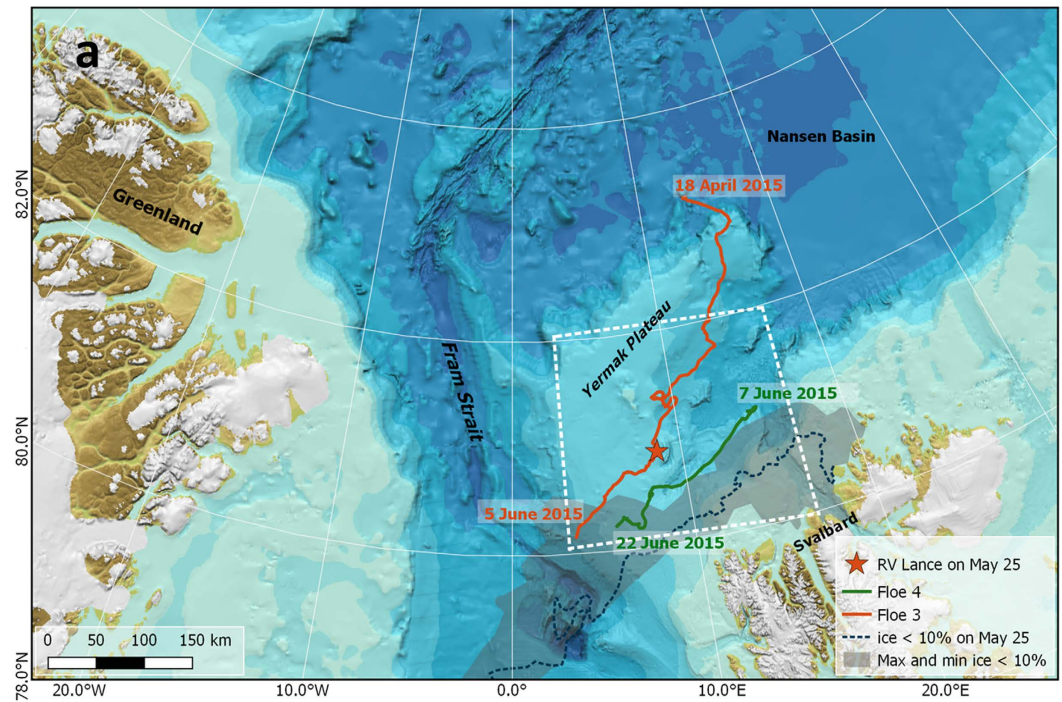 a
Nansen Basin
18 April 2015
82.0°N
Greenland
Yermak Plateau
Fram Strait
7 June 2015
80.0°N
5 June 2015
22 June 2015
Svalbard
RV Lance on May 25
Floe 4
Floe 3
ice < 10% on May 25
Max and min ice < 10%
0 50 100 150 km
78.0°N
20.0°W 10.0°W 0.0° 10.0°E 20.0°E